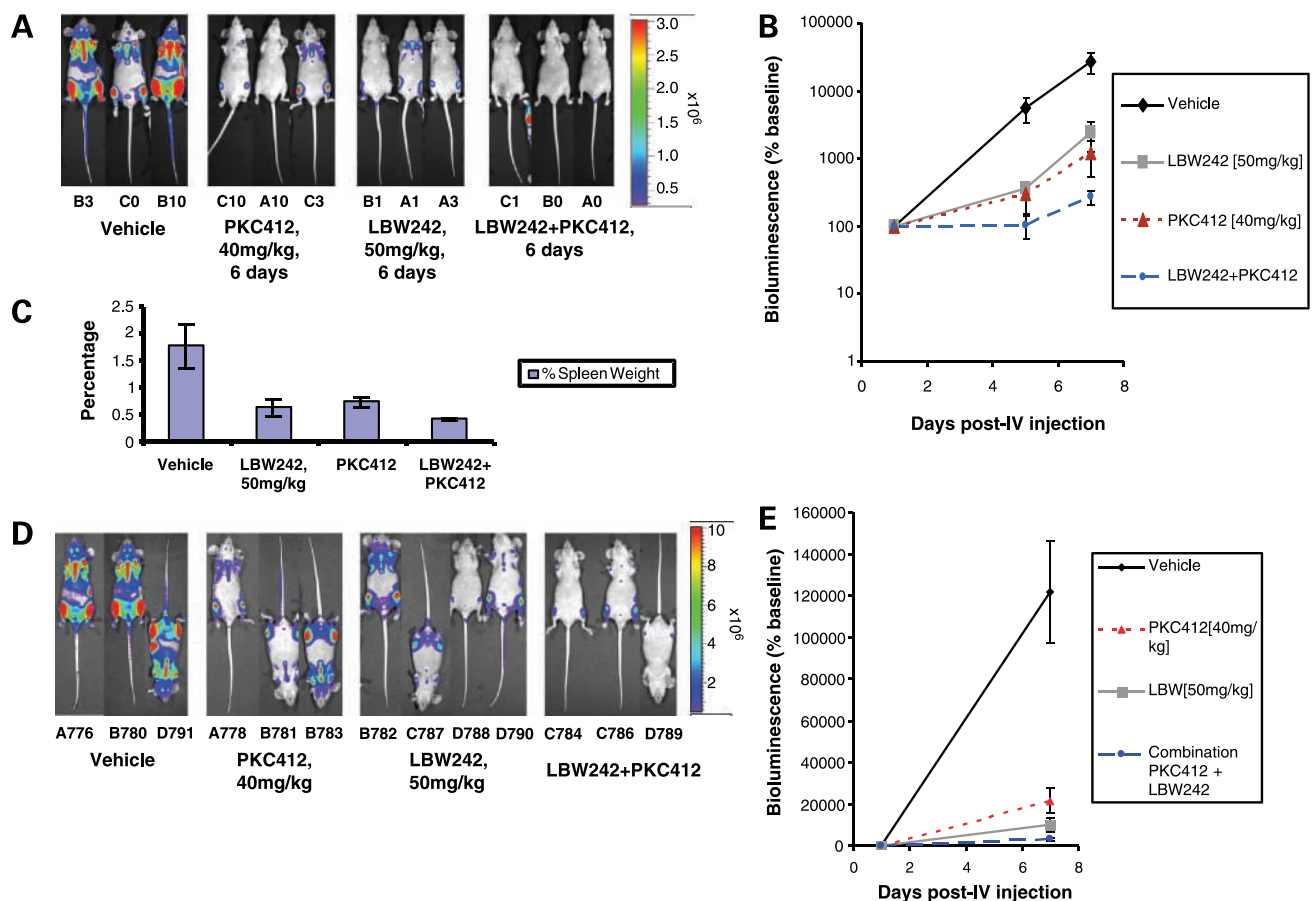 A
3.0
2.5
2.0
1.5
1.0
0.5
x10⁶
B3 C0 B10
Vehicle
C10 A10 C3
PKC412,
40mg/kg,
6 days
B1 A1 A3
LBW242,
50mg/kg,
6 days
C1 B0 A0
LBW242+PKC412,
6 days
B
Bioluminescence (% baseline)
100000
10000
1000
100
10
1
0 2 4 6 8
Days post-IV injection
Vehicle
LBW242 [50mg/kg]
PKC412 [40mg/kg]
LBW242+PKC412
C
Percentage
2.5
2
1.5
1
0.5
0
Vehicle
LBW242,
50mg/kg
PKC412
LBW242+
PKC412
% Spleen Weight
D
10
8
6
4
2
x10⁶
A776 B780 D791
Vehicle
A778 B781 B783
PKC412,
40mg/kg
B782 C787 D788 D790
LBW242,
50mg/kg
C784 C786 D789
LBW242+PKC412
E
Bioluminescence (% baseline)
160000
140000
120000
100000
80000
60000
40000
20000
0
0 2 4 6 8
Days post-IV injection
Vehicle
PKC412[40mg/
kg]
LBW[50mg/kg]
Combination
PKC412 +
LBW242